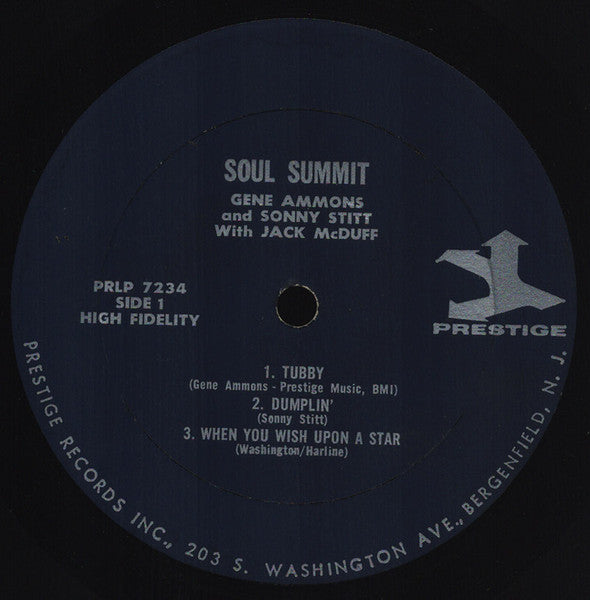 SOUL SUMMIT
GENE AMMONS
and SONNY STITT
With JACK McDUFF
PRLP 7234
SIDE 1
HIGH FIDELITY
PRESTIGE
1. TUBBY
(Gene Ammons - Prestige Music, BMI)
2. DUMPLIN'
(Sonny Stitt)
3. WHEN YOU WISH UPON A STAR
(Washington/Harline)
PRESTIGE RECORDS INC., 203 S. WASHINGTON AVE., BERGENFIELD, N. J.